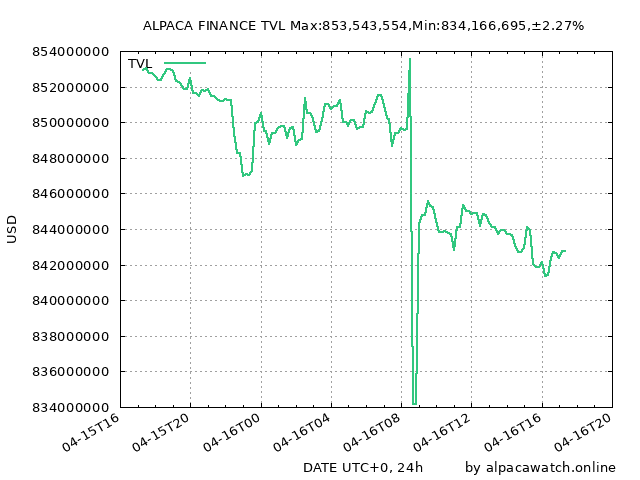 ALPACA FINANCE TVL Max:853,543,554,Min:834,166,695,±2.27%
TVL
854000000
852000000
850000000
848000000
846000000
844000000
842000000
840000000
838000000
836000000
834000000
USD
04-15T16
04-15T20
04-16T00
04-16T04
04-16T08
04-16T12
04-16T16
04-16T20
DATE UTC+0, 24h
by alpacawatch.online